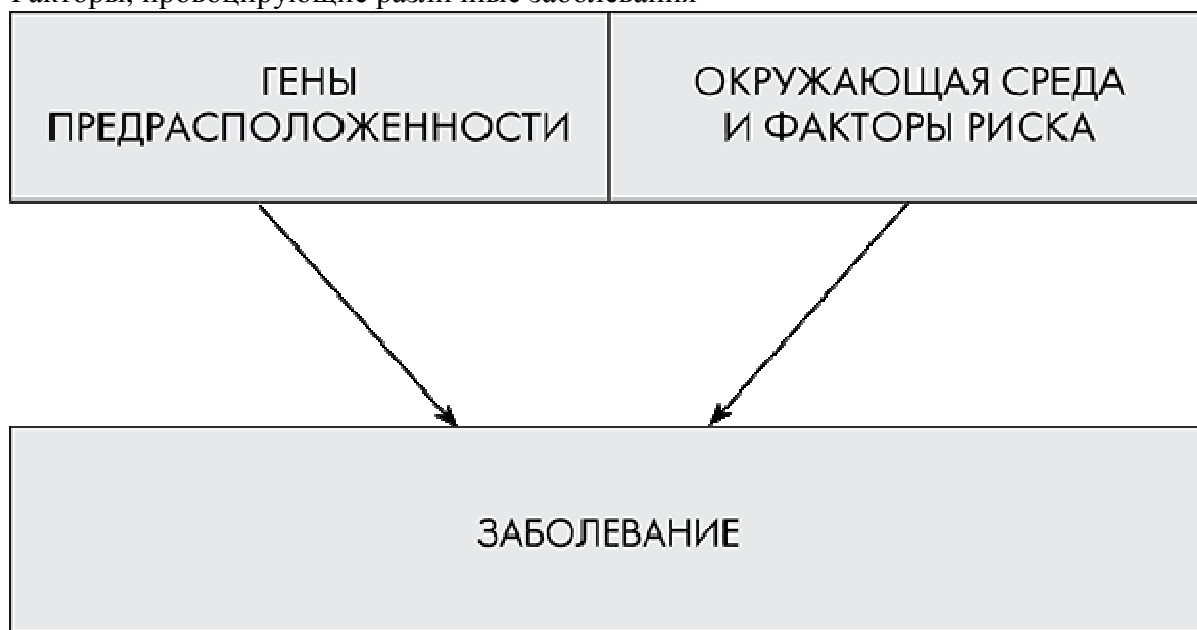 Факторы, провоцирующие различные заболевания
ГЕНЫ
ПРЕДРАСПОЛОЖЕННОСТИ
ОКРУЖАЮЩАЯ СРЕДА
И ФАКТОРЫ РИСКА
ЗАБОЛЕВАНИЕ